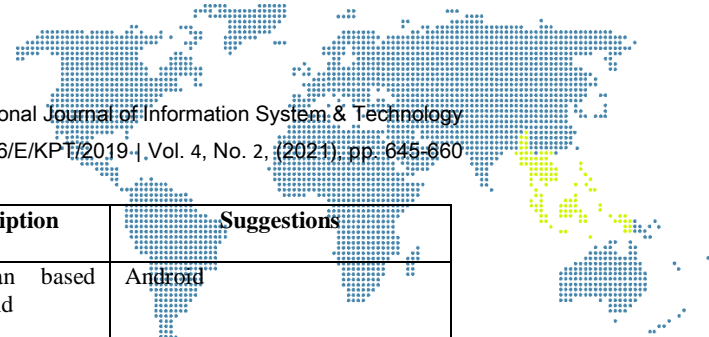 onal Journal of Information System & Technology
6/E/KPT/2019 | Vol. 4, No. 2, (2021), pp. 645-660
iption Suggestions
an based Android
d